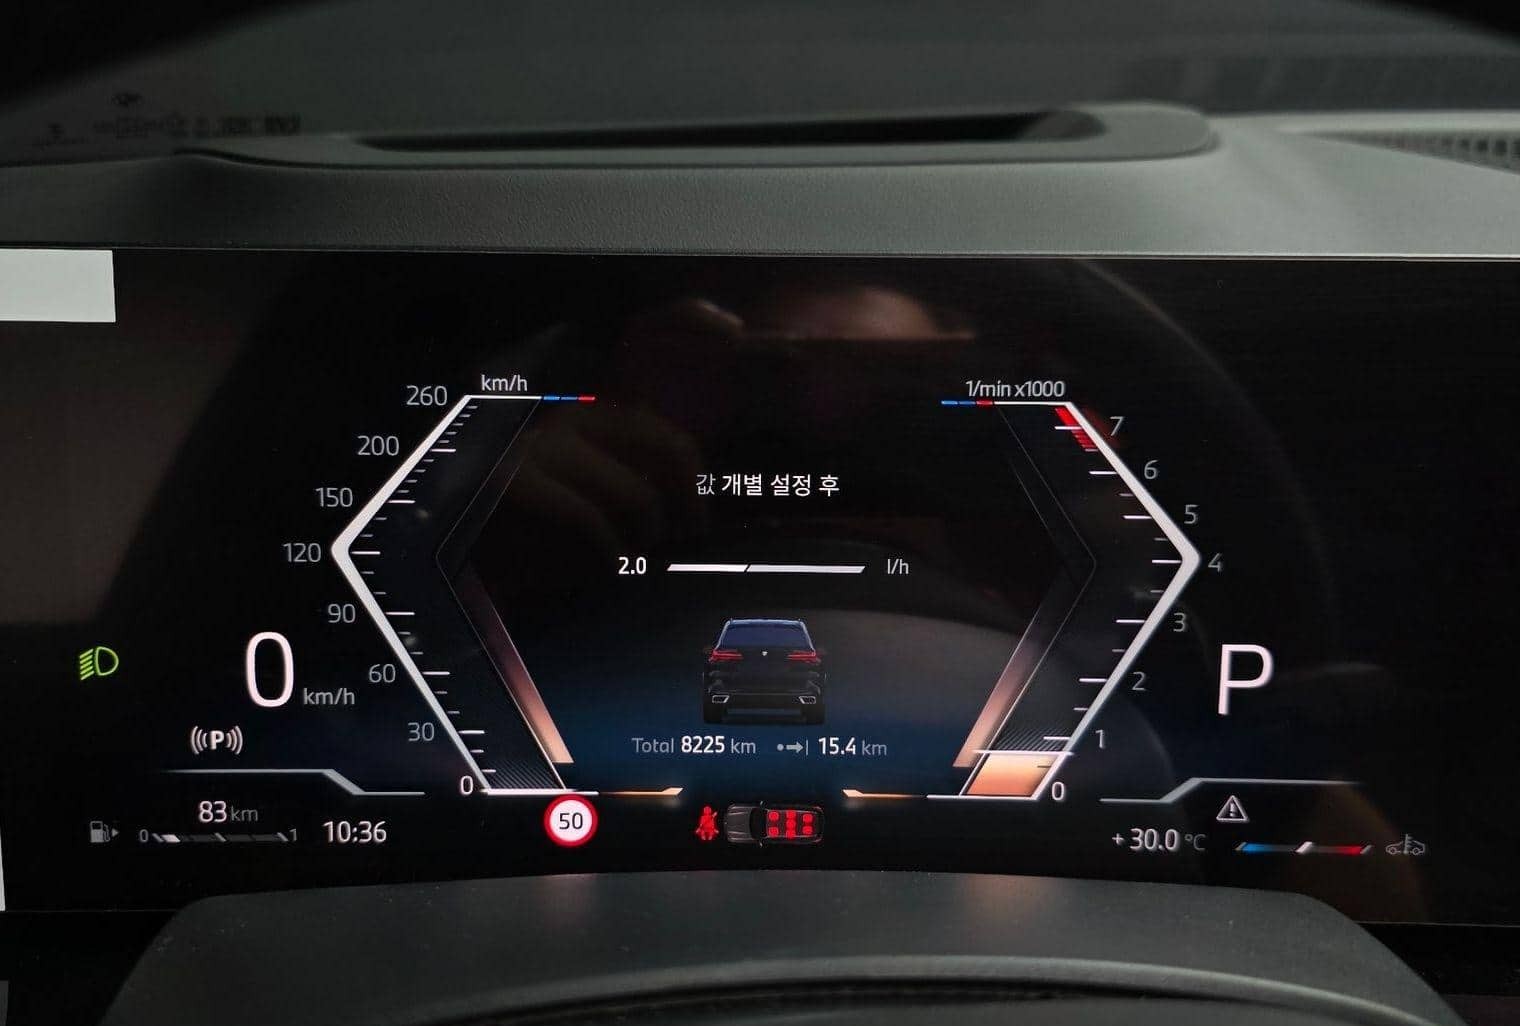 km/h
1/min x1000
260
200
150
120
90
60
30
0
7
6
5
4
3
2
1
0
값 개별 설정 후
2.0 l/h
0 km/h
P
(P)
Total 8225 km 15.4 km
83 km
0 1
10:36
50
+30.0 °C